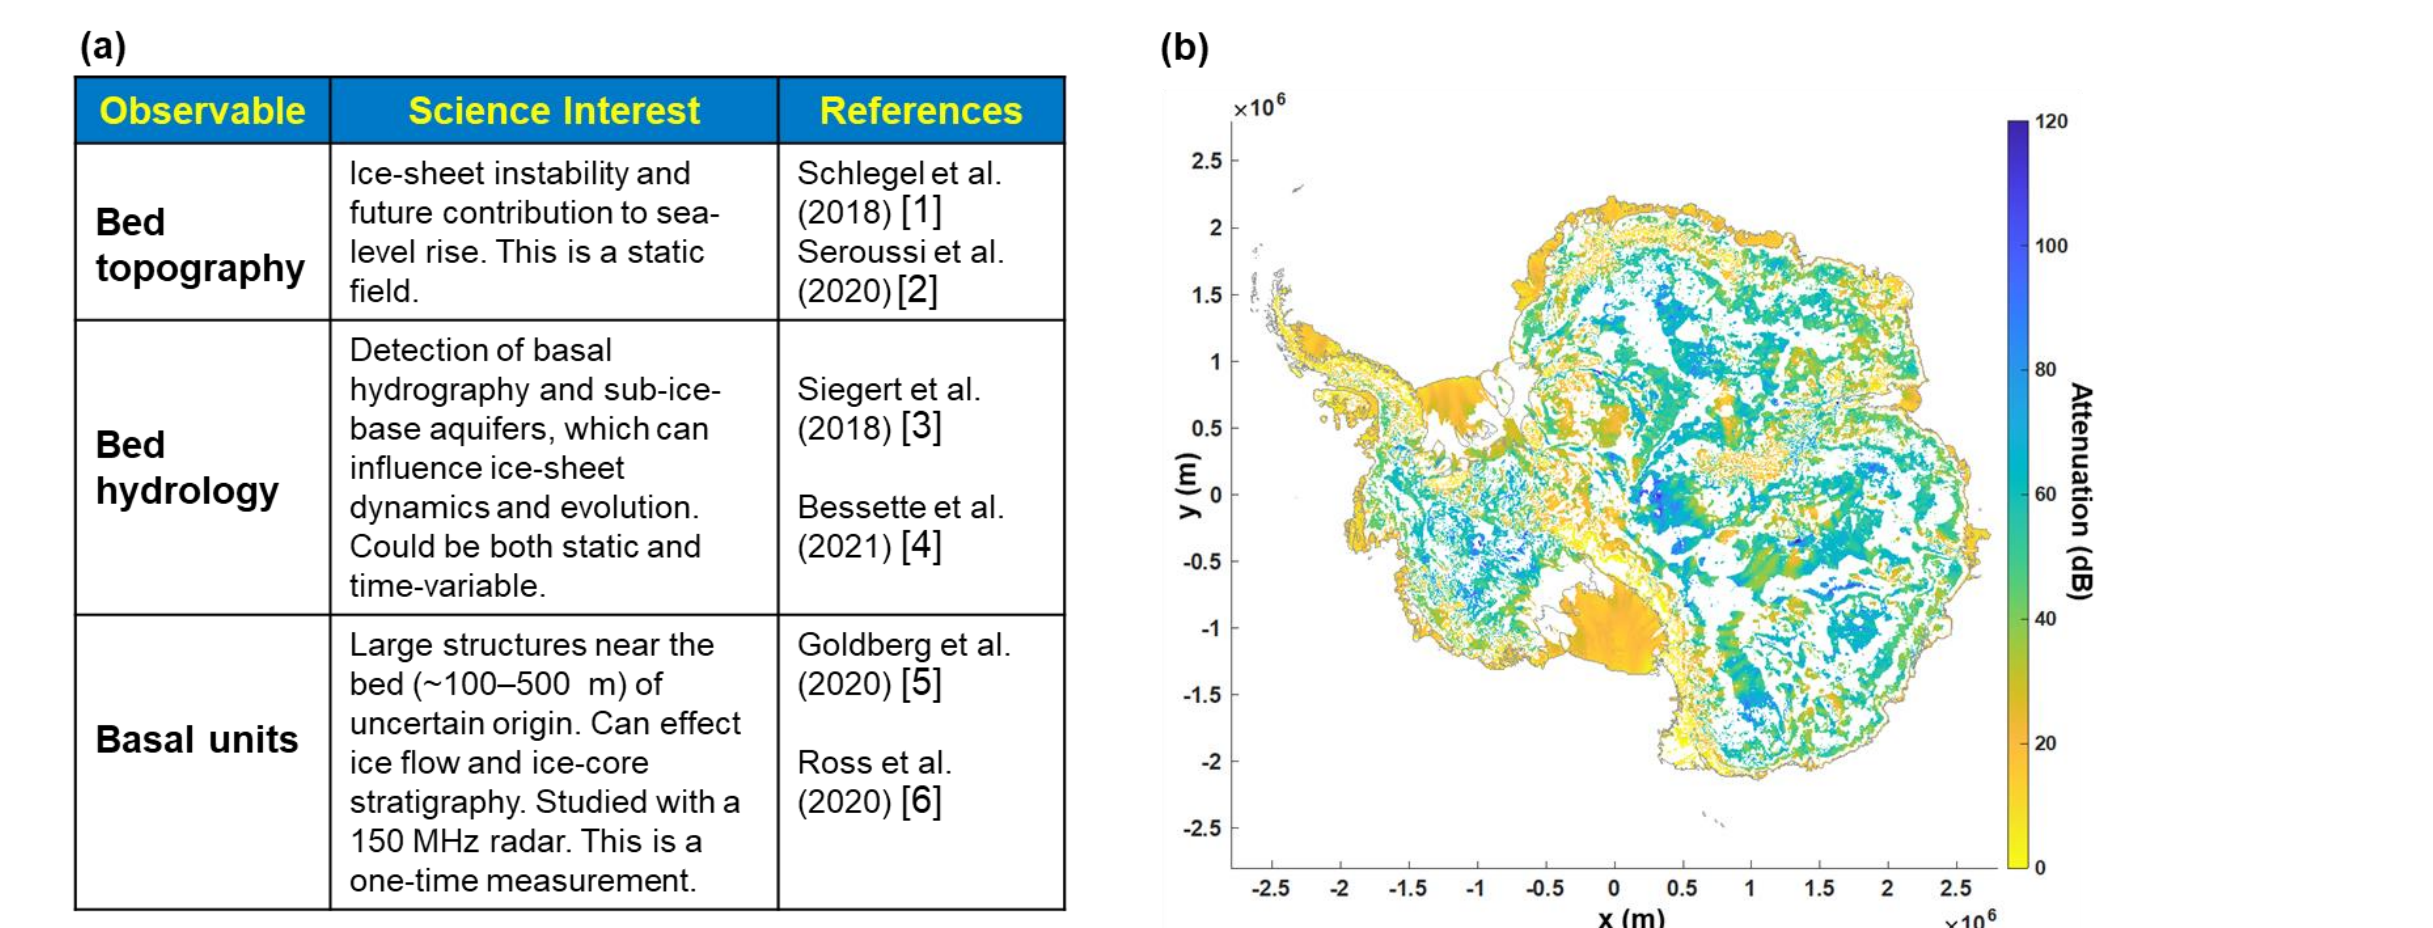 (a)
Observable Science Interest References
Bed
topography
Ice-sheet instability and
future contribution to sea-
level rise. This is a static
field.
Schlegel et al.
(2018) [1]
Seroussi et al.
(2020) [2]
Bed
hydrology
Detection of basal
hydrography and sub-ice-
base aquifers, which can
influence ice-sheet
dynamics and evolution.
Could be both static and
time-variable.
Siegert et al.
(2018) [3]
Bessette et al.
(2021) [4]
Basal units
Large structures near the
bed (~100–500 m) of
uncertain origin. Can effect
ice flow and ice-core
stratigraphy. Studied with a
150 MHz radar. This is a
one-time measurement.
Goldberg et al.
(2020) [5]
Ross et al.
(2020) [6]
(b)
×10⁶
2.5
2
1.5
1
0.5
0
-0.5
-1
-1.5
-2
-2.5
y (m)
-2.5 -2 -1.5 -1 -0.5 0 0.5 1 1.5 2 2.5
x (m)
×10⁶
120
100
80
60
40
20
0
Attenuation (dB)